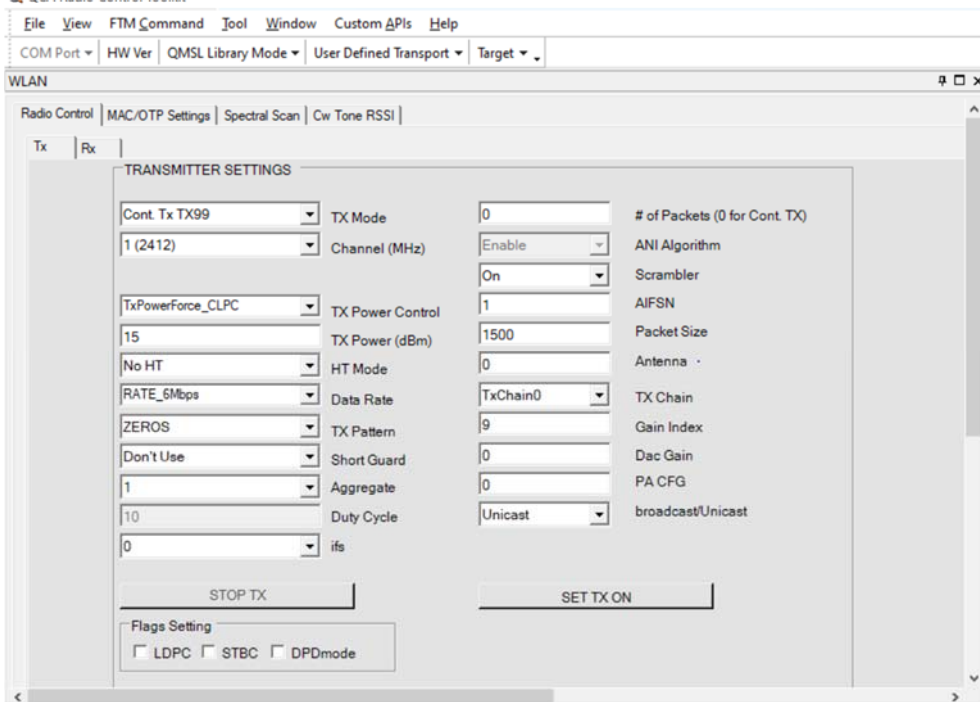 File View FTM Command Tool Window Custom APIs Help
COM Port HW Ver QMSL Library Mode User Defined Transport Target
WLAN
Radio Control MAC/OTP Settings Spectral Scan Cw Tone RSSI
Tx Rx
TRANSMITTER SETTINGS
Cont. Tx TX99 TX Mode 0 # of Packets (0 for Cont. TX)
1 (2412) Channel (MHz) Enable ANI Algorithm
On Scrambler
TxPowerForce_CLPC TX Power Control 1 AIFSN
15 TX Power (dBm) 1500 Packet Size
No HT HT Mode 0 Antenna
RATE_6Mbps Data Rate TxChain0 TX Chain
ZEROS TX Pattern 9 Gain Index
Don't Use Short Guard 0 Dac Gain
1 Aggregate 0 PA CFG
10 Duty Cycle Unicast broadcast/Unicast
0 ifs
STOP TX SET TX ON
Flags Setting
LDPC STBC DPDmode